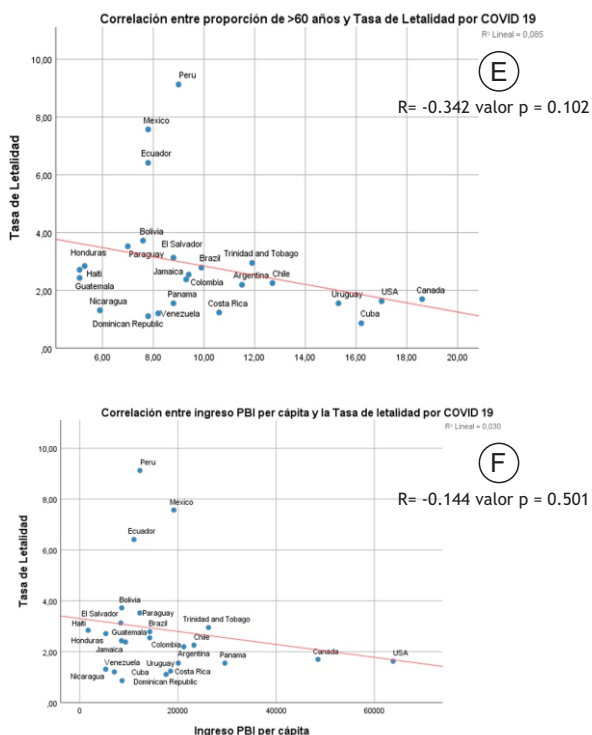 Correlación entre proporción de >60 años y Tasa de Letalidad por COVID 19
R² Lineal = 0,085
E
R= -0.342 valor p = 0.102
Tasa de Letalidad
10,00
8,00
6,00
4,00
2,00
,00
Peru
Mexico
Ecuador
Bolivia
Honduras
Paraguay
El Salvador
Trinidad and Tobago
Haiti
Jamaica
Brazil
Guatemala
Colombia
Argentina
Chile
Nicaragua
Panama
Uruguay
USA
Canada
Dominican Republic
Venezuela
Costa Rica
Cuba
6,00 8,00 10,00 12,00 14,00 16,00 18,00 20,00
Correlación entre ingreso PBI per cápita y la Tasa de letalidad por COVID 19
R² Lineal = 0,030
F
R= -0.144 valor p = 0.501
Tasa de Letalidad
10,00
8,00
6,00
4,00
2,00
,00
Peru
Mexico
Ecuador
Bolivia
El Salvador
Paraguay
Trinidad and Tobago
Haiti
Guatemala
Brazil
Honduras
Jamaica
Colombia
Chile
Argentina
Panama
Canada
USA
Venezuela
Uruguay
Nicaragua
Cuba
Costa Rica
Dominican Republic
0 20000 40000 60000
Ingreso PBI per cápita